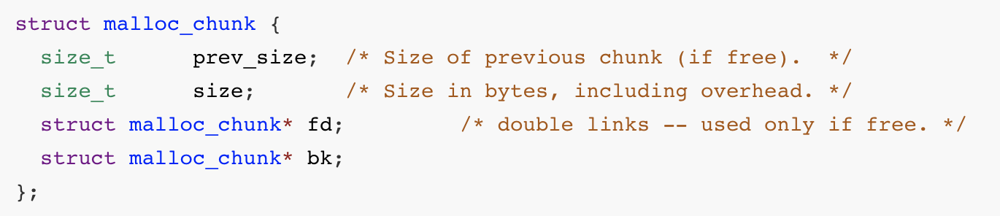 struct malloc_chunk {
  size_t      prev_size;  /* Size of previous chunk (if free).  */
  size_t      size;       /* Size in bytes, including overhead. */
  struct malloc_chunk* fd;         /* double links -- used only if free. */
  struct malloc_chunk* bk;
};